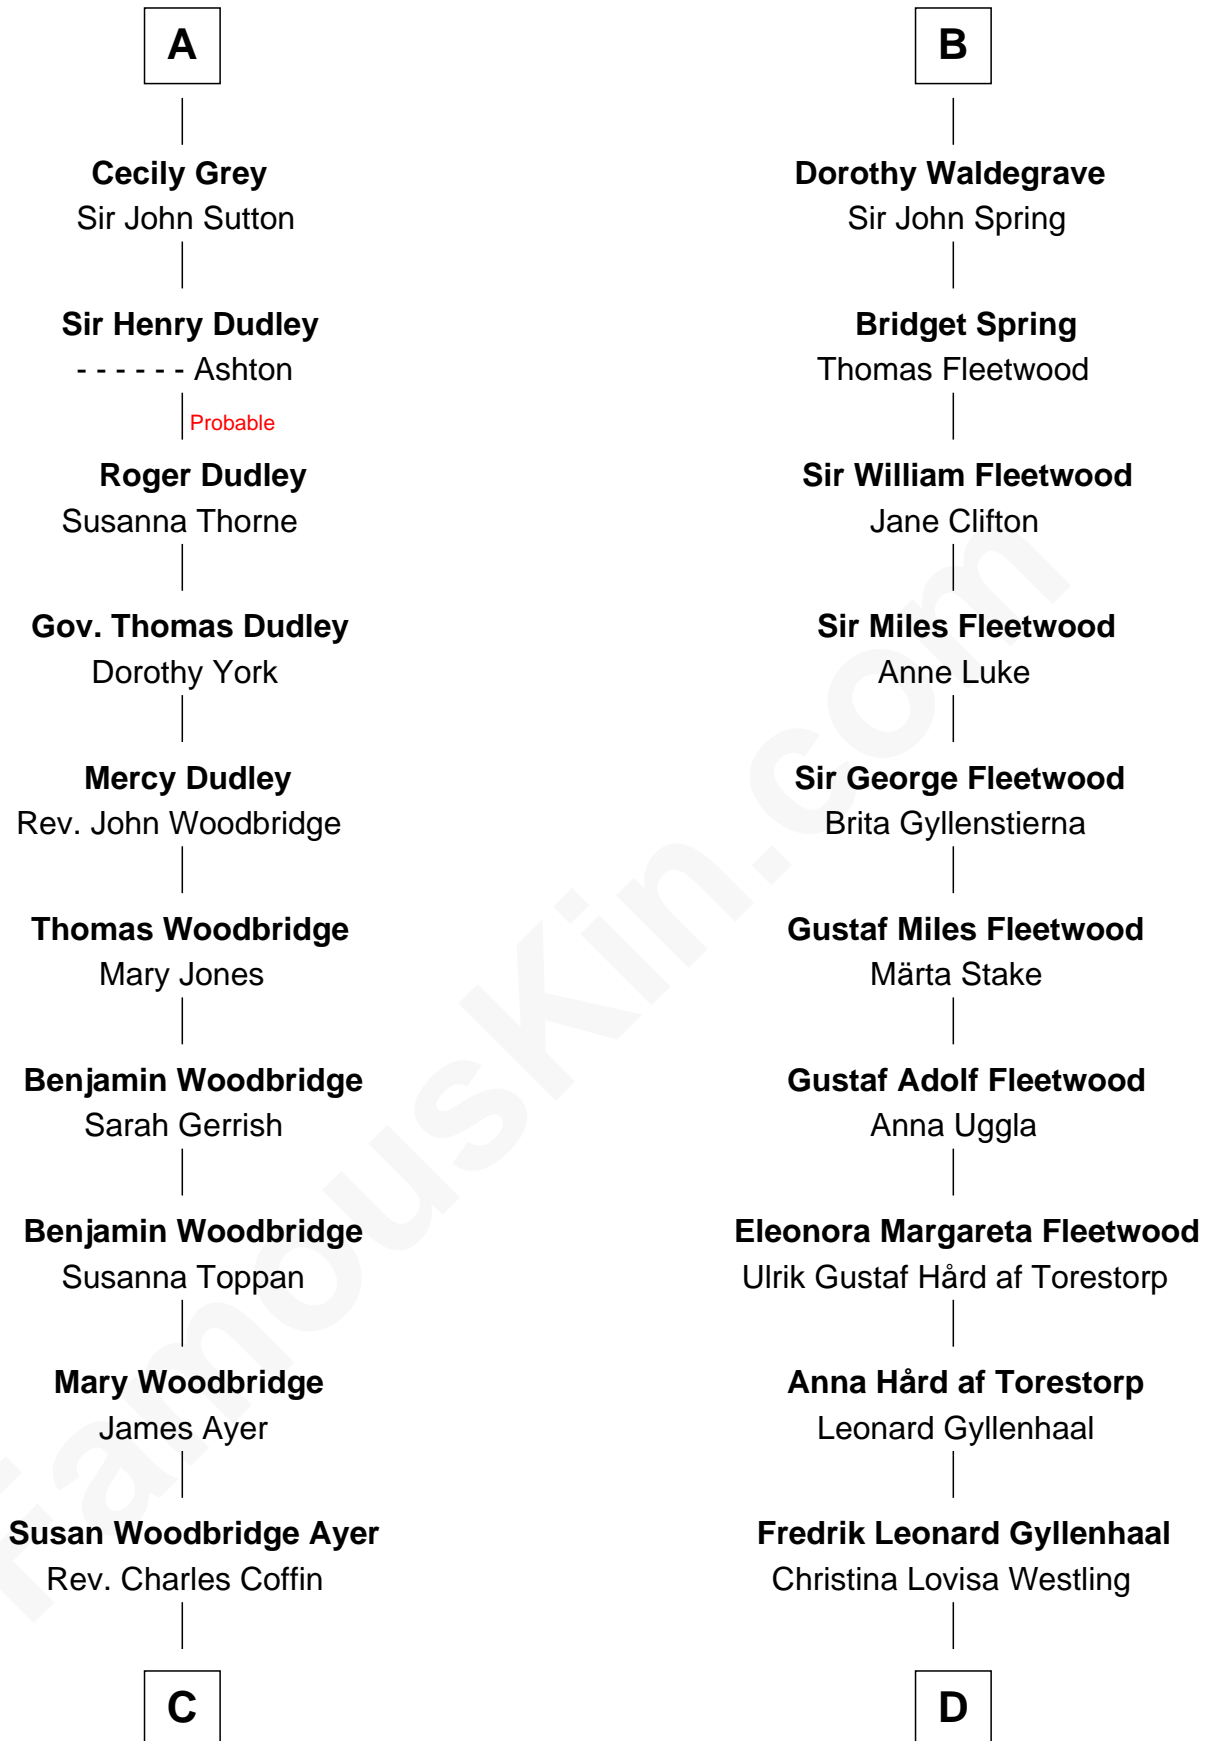 A
Cecily Grey
Sir John Sutton
Sir Henry Dudley
- - - - - - Ashton
Probable
Roger Dudley
Susanna Thorne
Gov. Thomas Dudley
Dorothy York
Mercy Dudley
Rev. John Woodbridge
Thomas Woodbridge
Mary Jones
Benjamin Woodbridge
Sarah Gerrish
Benjamin Woodbridge
Susanna Toppan
Mary Woodbridge
James Ayer
Susan Woodbridge Ayer
Rev. Charles Coffin
C
B
Dorothy Waldegrave
Sir John Spring
Bridget Spring
Thomas Fleetwood
Sir William Fleetwood
Jane Clifton
Sir Miles Fleetwood
Anne Luke
Sir George Fleetwood
Brita Gyllenstierna
Gustaf Miles Fleetwood
Märta Stake
Gustaf Adolf Fleetwood
Anna Uggla
Eleonora Margareta Fleetwood
Ulrik Gustaf Hård af Torestorp
Anna Hård af Torestorp
Leonard Gyllenhaal
Fredrik Leonard Gyllenhaal
Christina Lovisa Westling
D
FamousKin.com